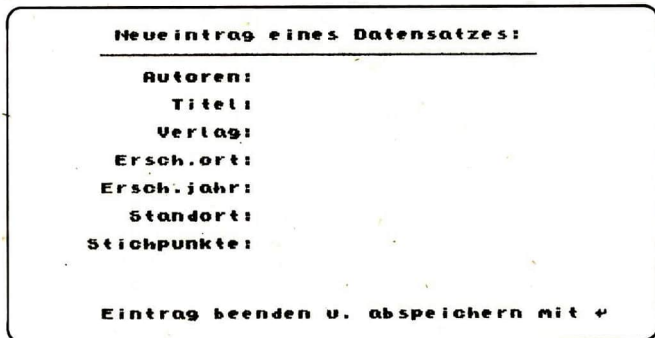 Neueintrag eines Datensatzes:
Autoren:
Titel:
Verlag:
Ersch.ort:
Ersch.jahr:
Standort:
Stichpunkte:
Eintrag beenden u. abspeichern mit ↵